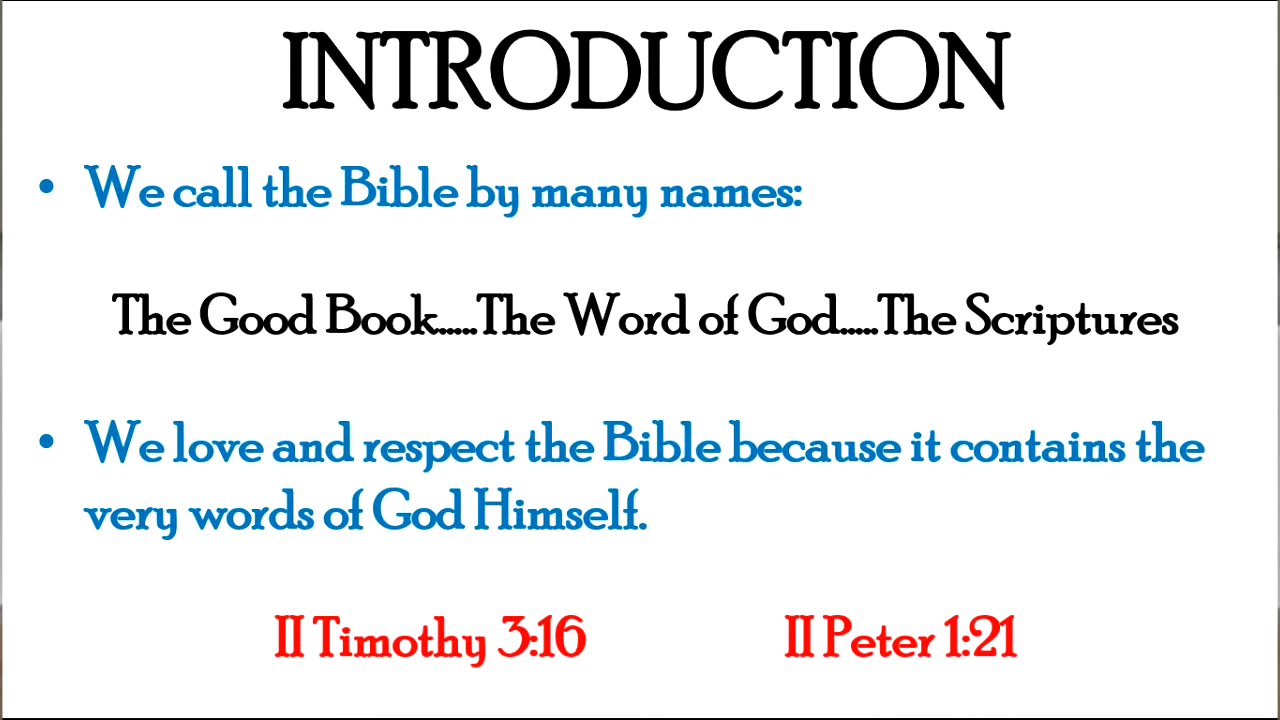 INTRODUCTION
• We call the Bible by many names:
The Good Book.....The Word of God.....The Scriptures
• We love and respect the Bible because it contains the
very words of God Himself.
II Timothy 3:16 II Peter 1:21